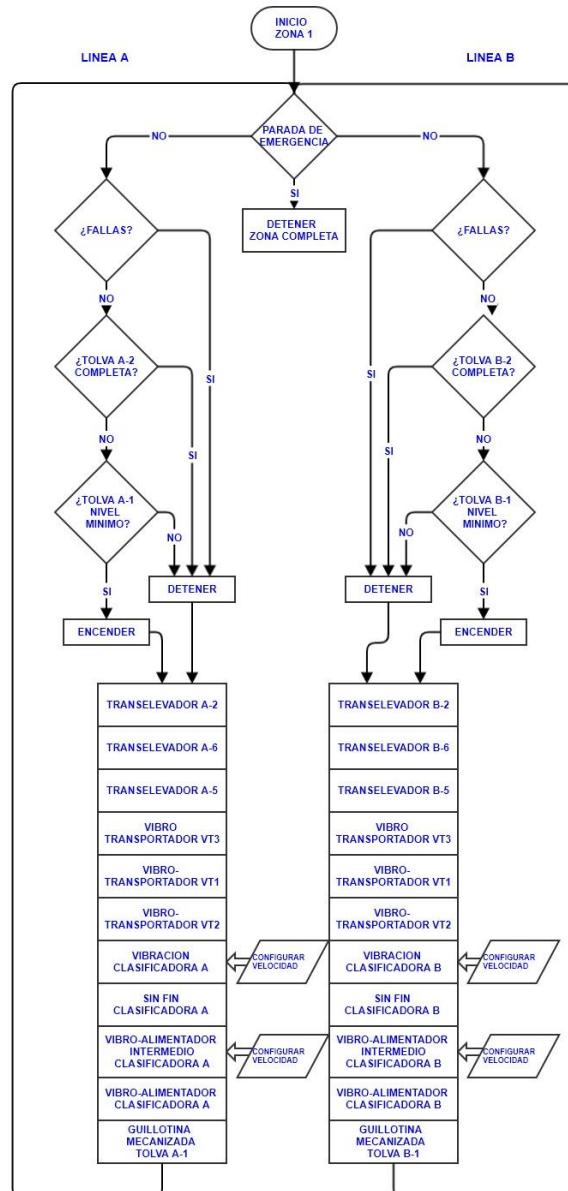 INICIO
ZONA 1
LINEA A
LINEA B
PARADA DE
EMERGENCIA
NO
NO
SI
DETENER
ZONA COMPLETA
¿FALLAS?
¿FALLAS?
NO
NO
¿TOLVA A-2
COMPLETA?
SI
SI
¿TOLVA B-2
COMPLETA?
NO
SI
SI
NO
¿TOLVA A-1
NIVEL
MINIMO?
NO
NO
¿TOLVA B-1
NIVEL
MINIMO?
SI
DETENER
DETENER
SI
ENCENDER
ENCENDER
TRANSELEVADOR A-2
TRANSELEVADOR A-6
TRANSELEVADOR A-5
VIBRO
TRANSPORTADOR VT3
VIBRO-
TRANSPORTADOR VT1
VIBRO-
TRANSPORTADOR VT2
VIBRACION
CLASIFICADORA A
CONFIGURAR
VELOCIDAD
SIN FIN
CLASIFICADORA A
VIBRO-ALIMENTADOR
INTERMEDIO
CLASIFICADORA A
CONFIGURAR
VELOCIDAD
VIBRO-ALIMENTADOR
CLASIFICADORA A
GUILLOTINA
MECANIZADA
TOLVA A-1
TRANSELEVADOR B-2
TRANSELEVADOR B-6
TRANSELEVADOR B-5
VIBRO
TRANSPORTADOR VT3
VIBRO-
TRANSPORTADOR VT1
VIBRO-
TRANSPORTADOR VT2
VIBRACION
CLASIFICADORA B
CONFIGURAR
VELOCIDAD
SIN FIN
CLASIFICADORA B
VIBRO-ALIMENTADOR
INTERMEDIO
CLASIFICADORA B
CONFIGURAR
VELOCIDAD
VIBRO-ALIMENTADOR
CLASIFICADORA B
GUILLOTINA
MECANIZADA
TOLVA B-1